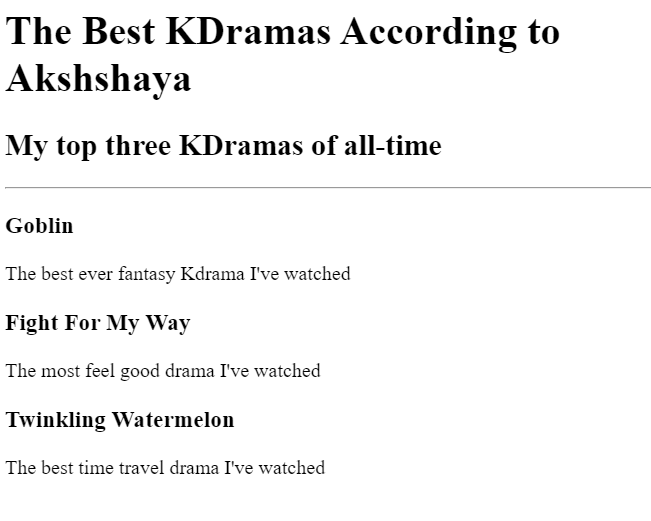 The Best KDramas According to
Akshshaya
My top three KDramas of all-time
Goblin
The best ever fantasy Kdrama I've watched
Fight For My Way
The most feel good drama I've watched
Twinkling Watermelon
The best time travel drama I've watched